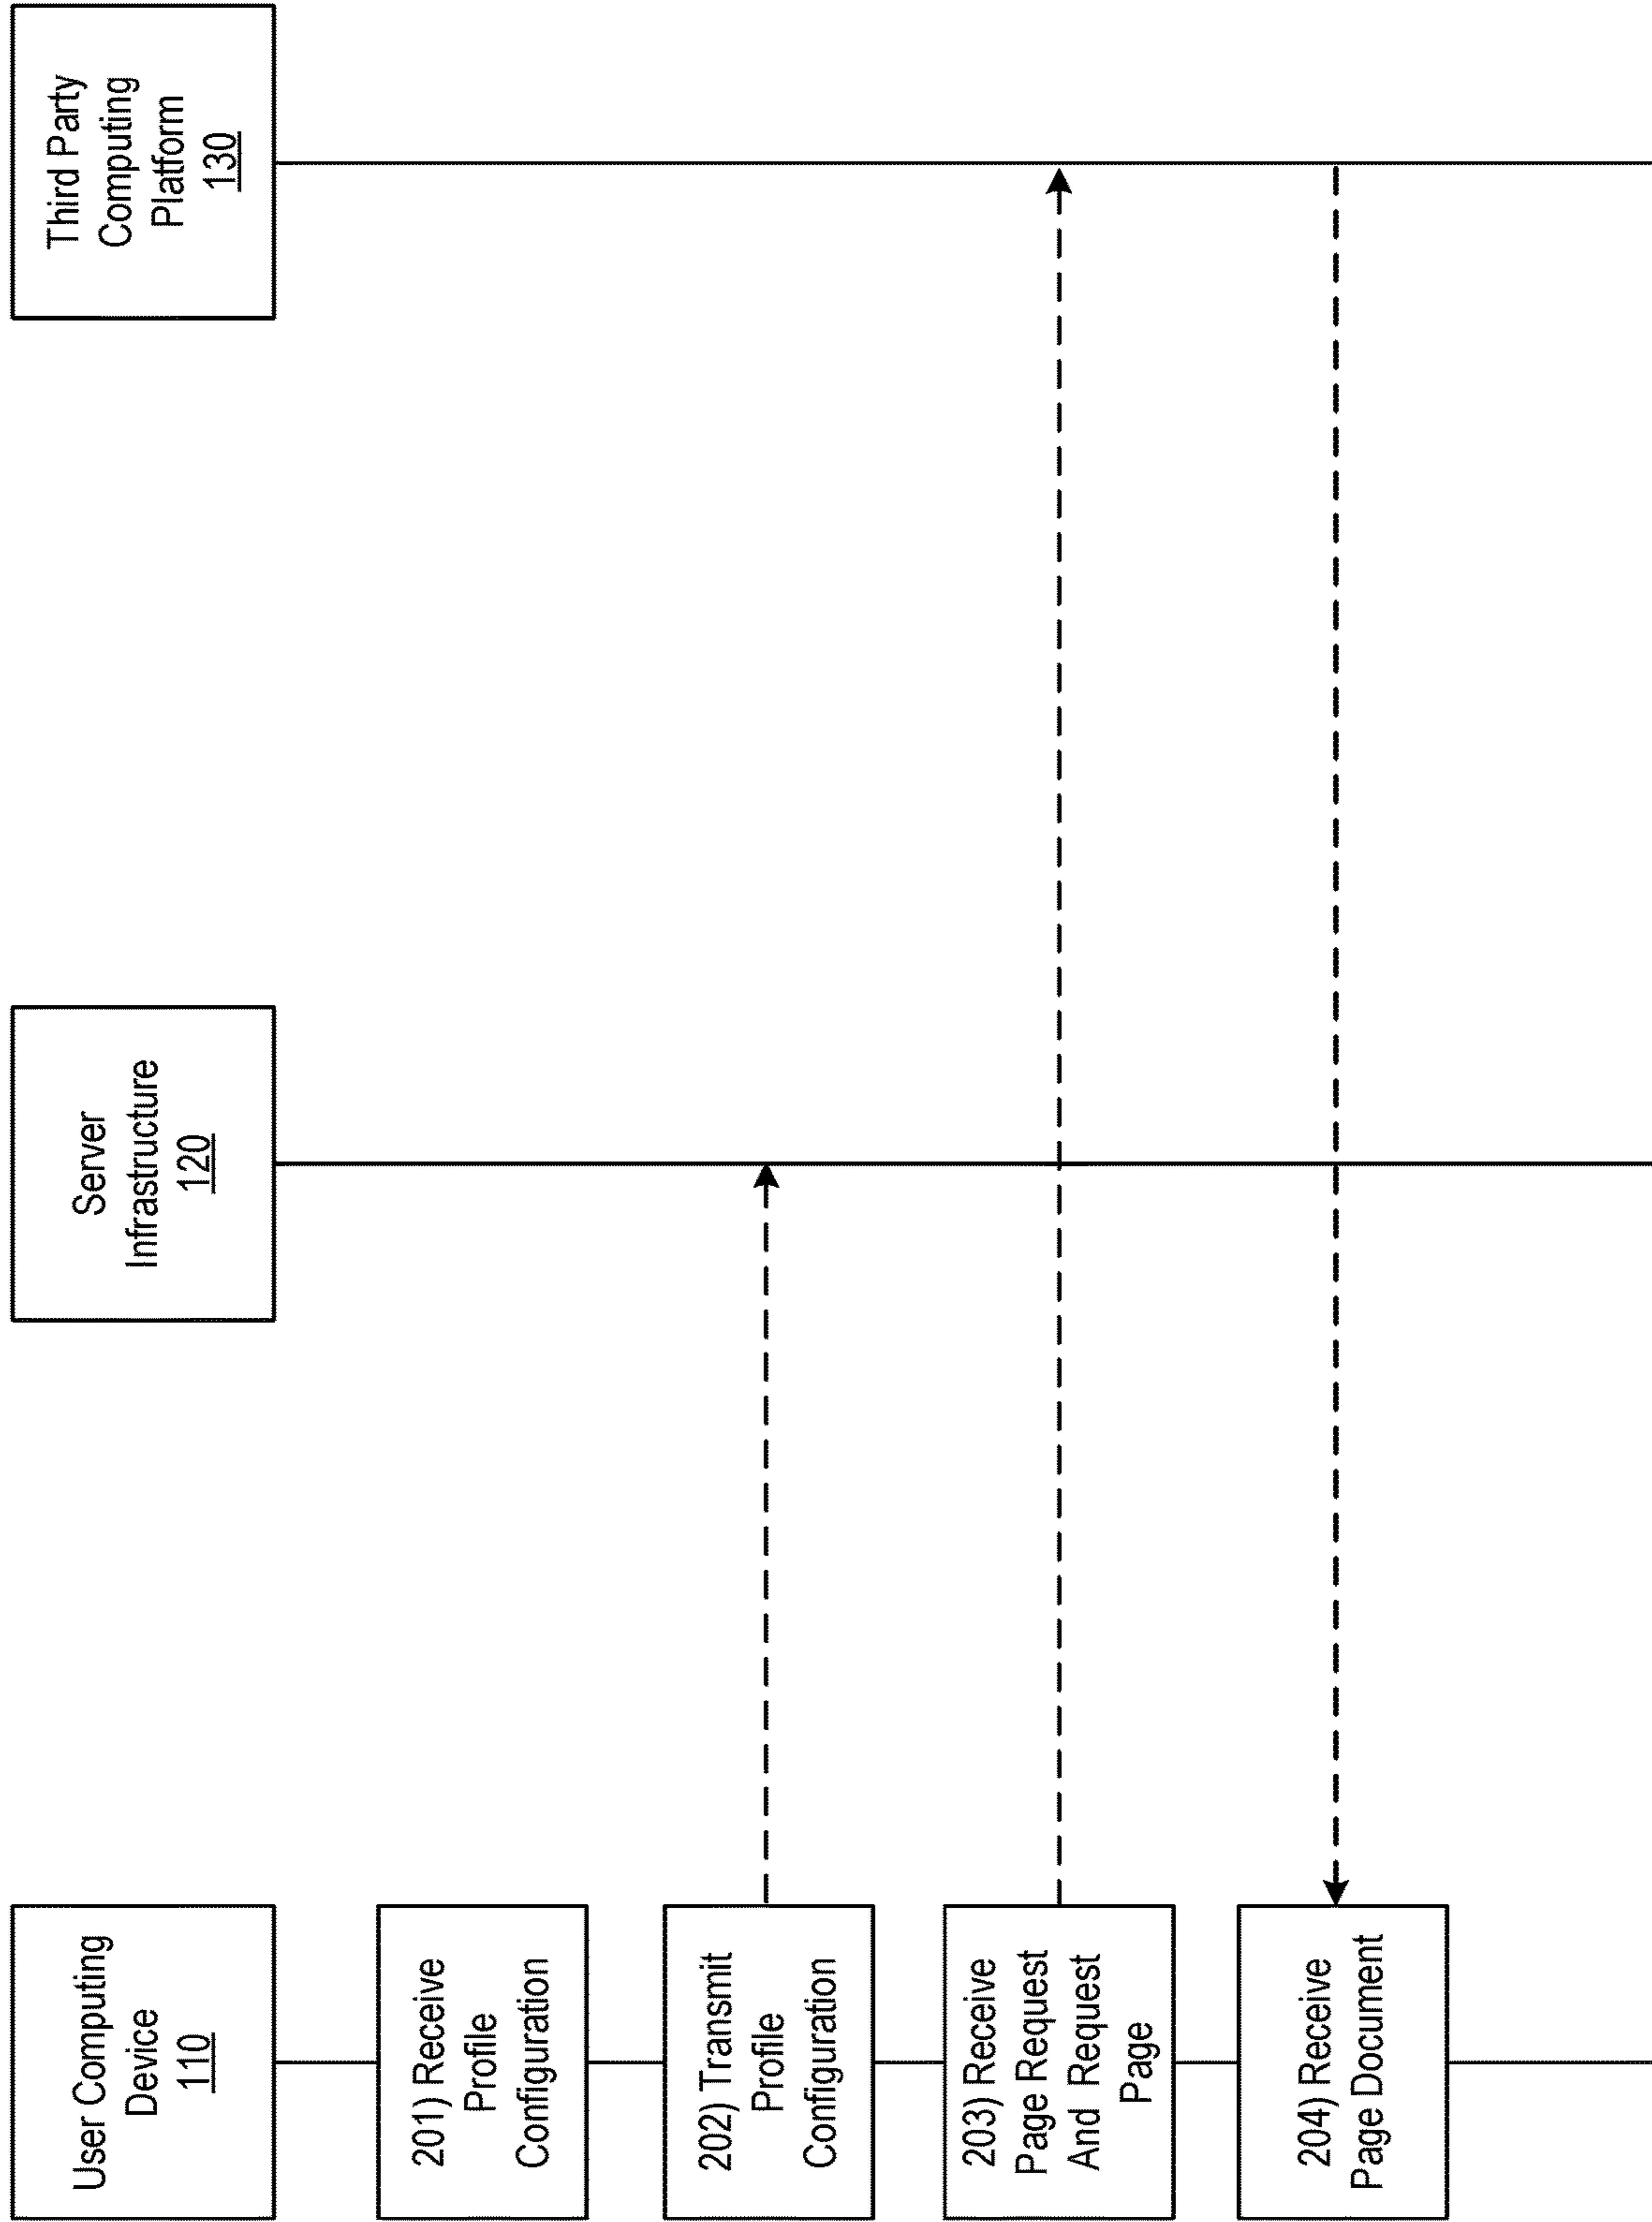 User Computing
Device
110
Server
Infrastructure
120
Third Party
Computing
Platform
130
201) Receive
Profile
Configuration
202) Transmit
Profile
Configuration
203) Receive
Page Request
And Request
Page
204) Receive
Page Document